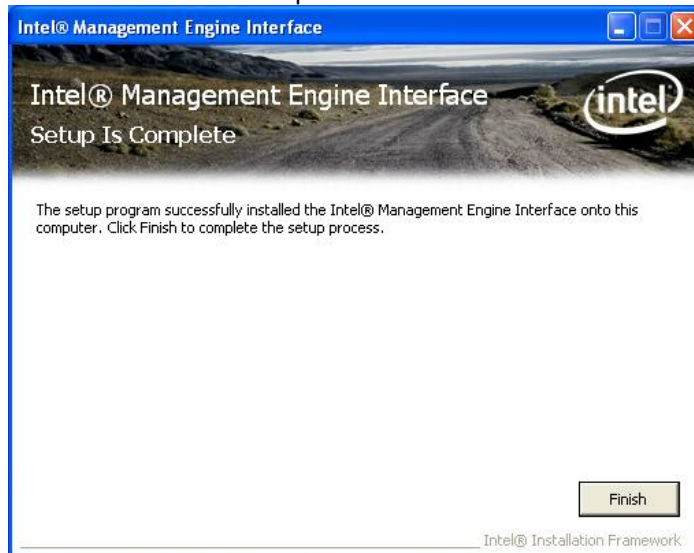 Intel® Management Engine Interface
Intel® Management Engine Interface
Setup Is Complete
intel
The setup program successfully installed the Intel® Management Engine Interface onto this
computer. Click Finish to complete the setup process.
Finish
Intel® Installation Framework